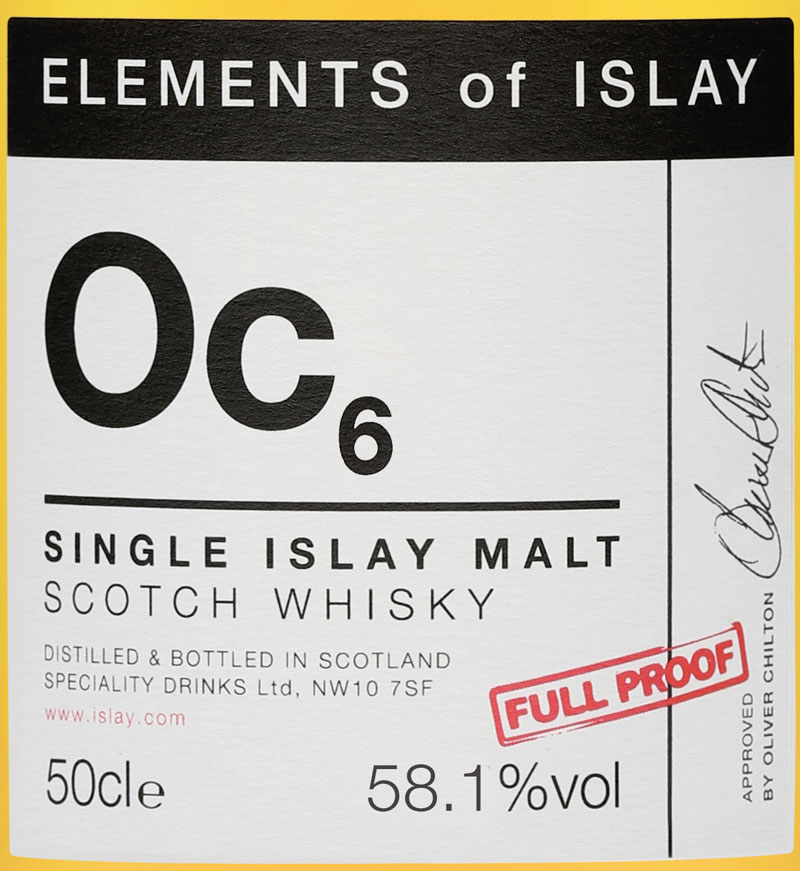 ELEMENTS of ISLAY
Oc6
SINGLE ISLAY MALT
SCOTCH WHISKY
DISTILLED & BOTTLED IN SCOTLAND
SPECIALITY DRINKS Ltd, NW10 7SF
www.islay.com
FULL PROOF
50cl e
58.1%vol
APPROVED
BY OLIVER CHILTON